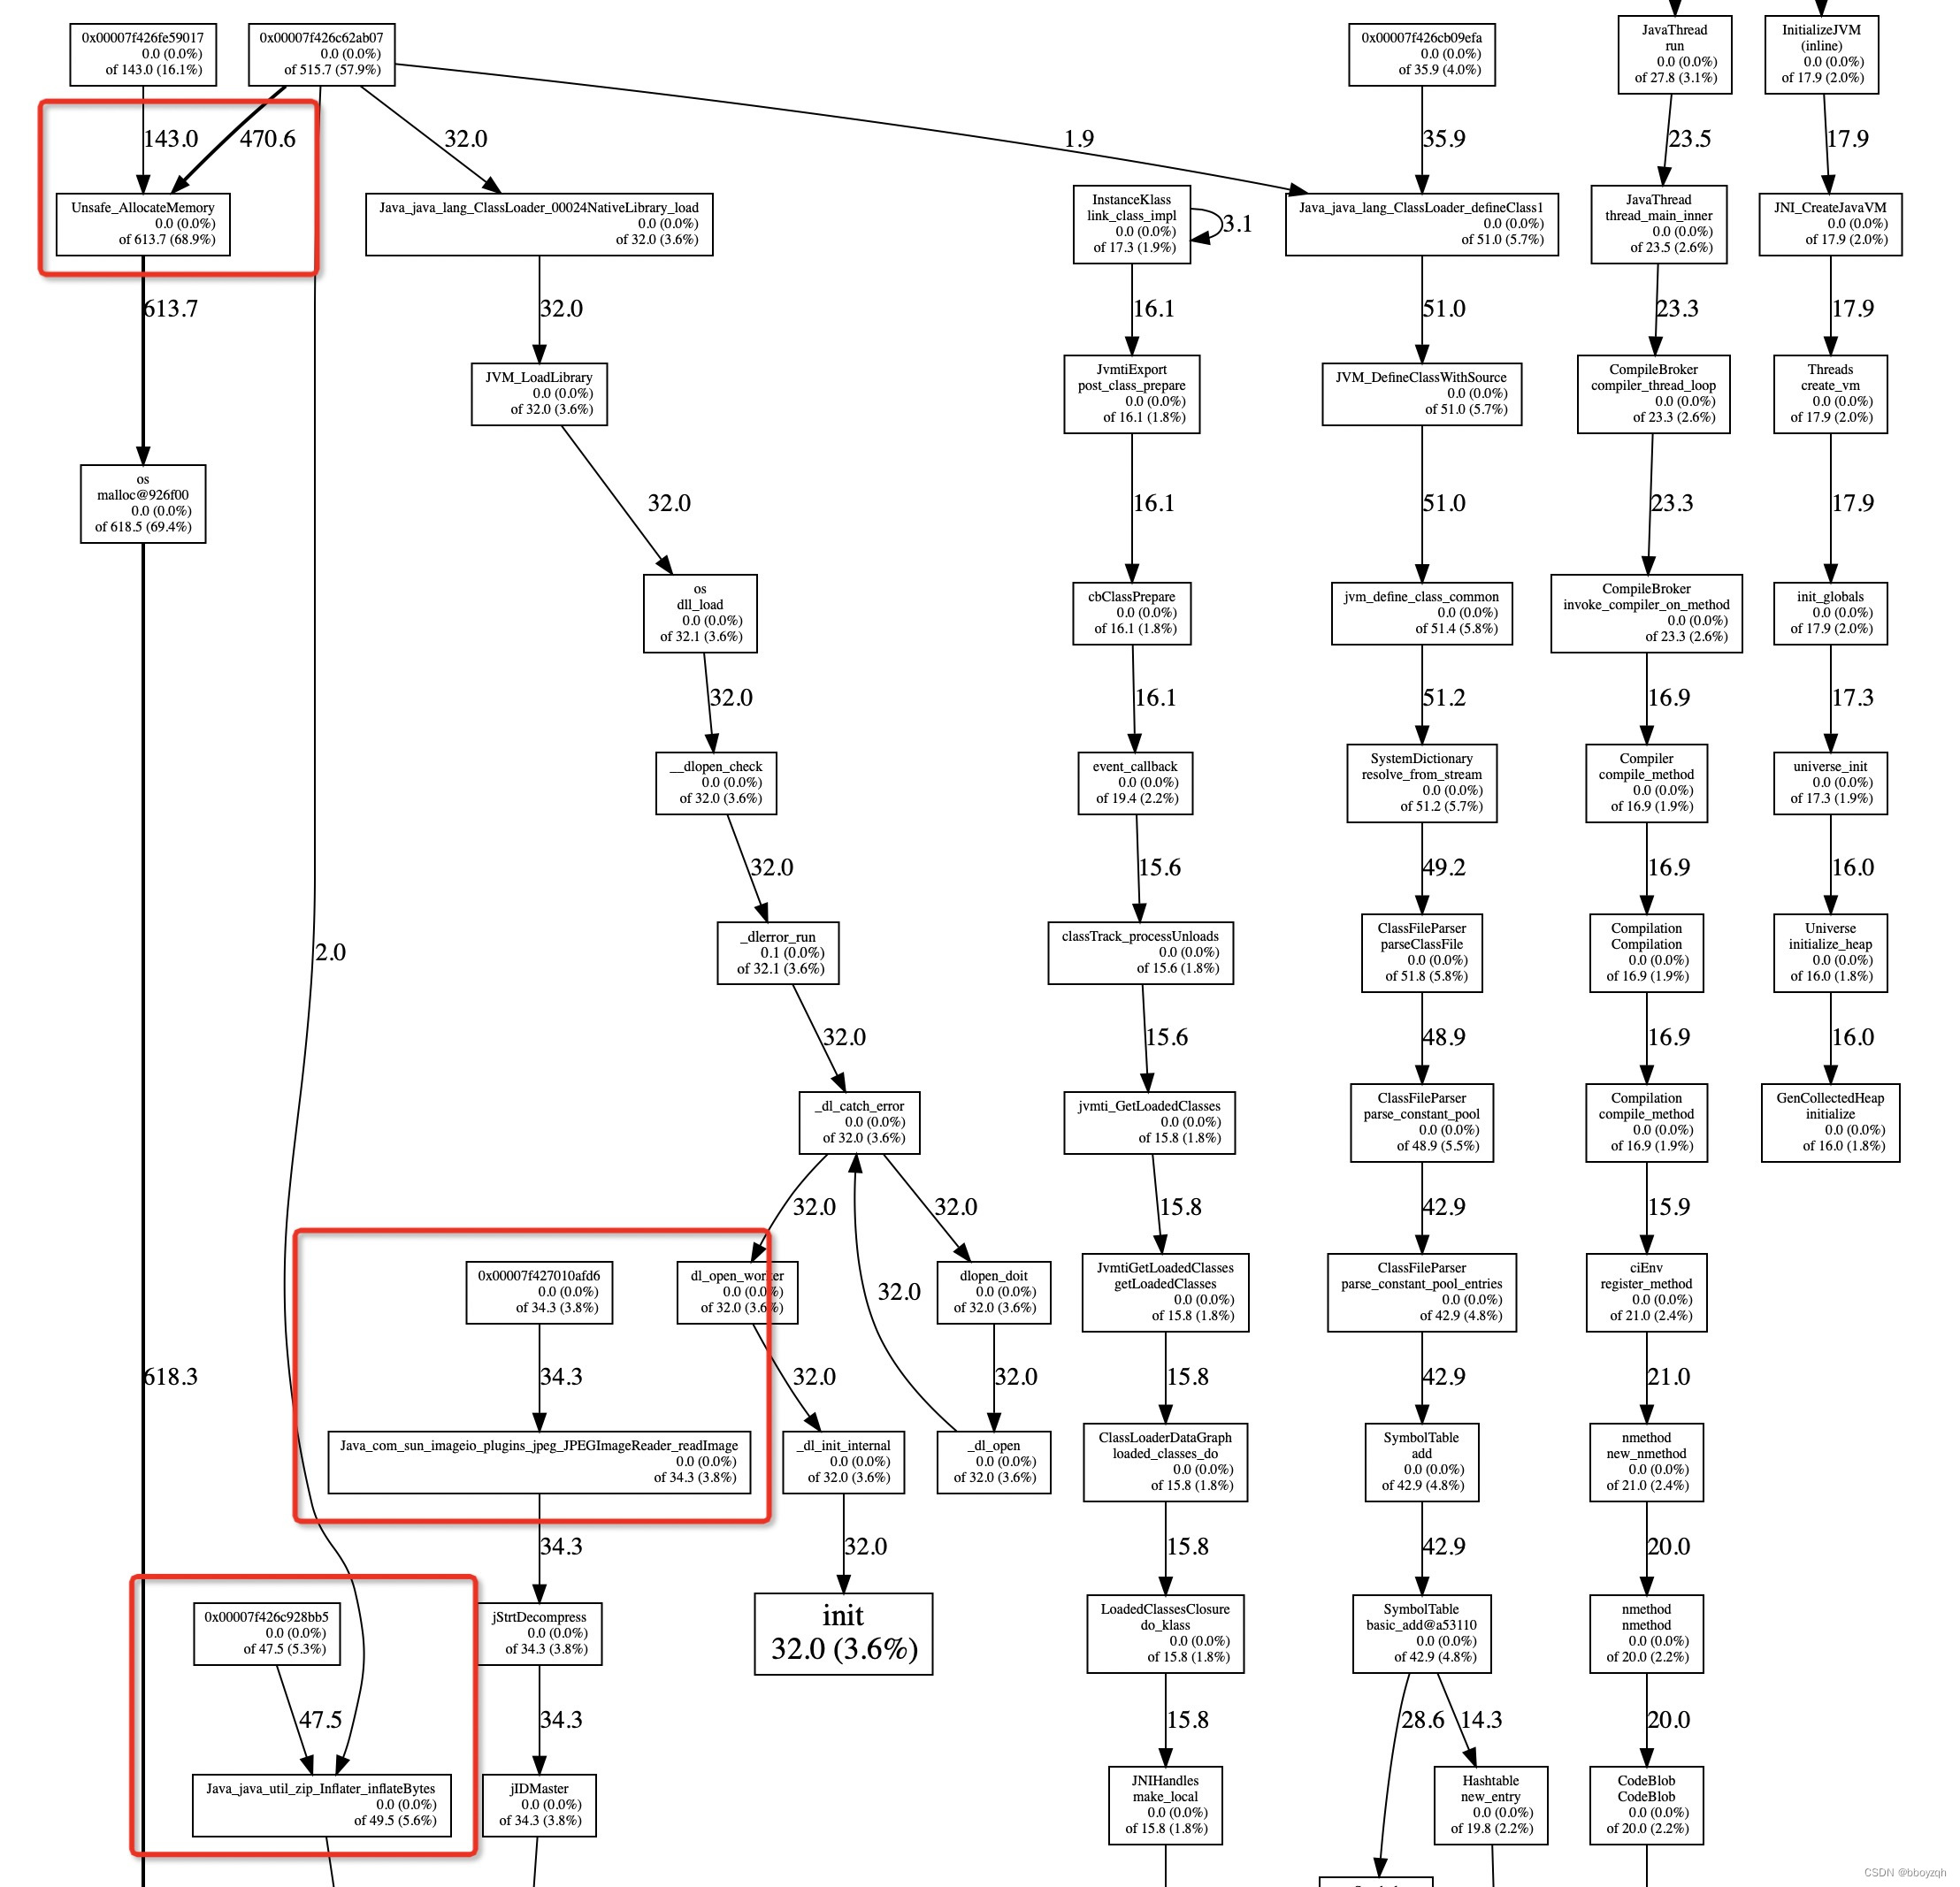 0x00007f426fe59017
0.0 (0.0%)
of 143.0 (16.1%)
0x00007f426c62ab07
0.0 (0.0%)
of 515.7 (57.9%)
0x00007f426cb09efa
0.0 (0.0%)
of 35.9 (4.0%)
JavaThread
run
0.0 (0.0%)
of 27.8 (3.1%)
InitializeJVM
(inline)
0.0 (0.0%)
of 17.9 (2.0%)
143.0
470.6
32.0
1.9
35.9
23.5
17.9
Unsafe_AllocateMemory
0.0 (0.0%)
of 613.7 (68.9%)
Java_java_lang_ClassLoader_00024NativeLibrary_load
0.0 (0.0%)
of 32.0 (3.6%)
InstanceKlass
link_class_impl
0.0 (0.0%)
of 17.3 (1.9%)
3.1
Java_java_lang_ClassLoader_defineClass1
0.0 (0.0%)
of 51.0 (5.7%)
JavaThread
thread_main_inner
0.0 (0.0%)
of 23.5 (2.6%)
JNI_CreateJavaVM
0.0 (0.0%)
of 17.9 (2.0%)
613.7
32.0
16.1
51.0
23.3
17.9
JVM_LoadLibrary
0.0 (0.0%)
of 32.0 (3.6%)
JvmtiExport
post_class_prepare
0.0 (0.0%)
of 16.1 (1.8%)
JVM_DefineClassWithSource
0.0 (0.0%)
of 51.0 (5.7%)
CompileBroker
compiler_thread_loop
0.0 (0.0%)
of 23.3 (2.6%)
Threads
create_vm
0.0 (0.0%)
of 17.9 (2.0%)
os
malloc@926f00
0.0 (0.0%)
of 618.5 (69.4%)
32.0
16.1
51.0
23.3
17.9
os
dll_load
0.0 (0.0%)
of 32.1 (3.6%)
cbClassPrepare
0.0 (0.0%)
of 16.1 (1.8%)
jvm_define_class_common
0.0 (0.0%)
of 51.4 (5.8%)
CompileBroker
invoke_compiler_on_method
0.0 (0.0%)
of 23.3 (2.6%)
init_globals
0.0 (0.0%)
of 17.9 (2.0%)
32.0
16.1
51.2
16.9
17.3
__dlopen_check
0.0 (0.0%)
of 32.0 (3.6%)
event_callback
0.0 (0.0%)
of 19.4 (2.2%)
SystemDictionary
resolve_from_stream
0.0 (0.0%)
of 51.2 (5.7%)
Compiler
compile_method
0.0 (0.0%)
of 16.9 (1.9%)
universe_init
0.0 (0.0%)
of 17.3 (1.9%)
32.0
15.6
49.2
16.9
16.0
2.0
_dlerror_run
0.1 (0.0%)
of 32.1 (3.6%)
classTrack_processUnloads
0.0 (0.0%)
of 15.6 (1.8%)
ClassFileParser
parseClassFile
0.0 (0.0%)
of 51.8 (5.8%)
Compilation
Compilation
0.0 (0.0%)
of 16.9 (1.9%)
Universe
initialize_heap
0.0 (0.0%)
of 16.0 (1.8%)
32.0
15.6
48.9
16.9
16.0
_dl_catch_error
0.0 (0.0%)
of 32.0 (3.6%)
jvmti_GetLoadedClasses
0.0 (0.0%)
of 15.8 (1.8%)
ClassFileParser
parse_constant_pool
0.0 (0.0%)
of 48.9 (5.5%)
Compilation
compile_method
0.0 (0.0%)
of 16.9 (1.9%)
GenCollectedHeap
initialize
0.0 (0.0%)
of 16.0 (1.8%)
32.0
32.0
15.8
42.9
15.9
0x00007f427010afd6
0.0 (0.0%)
of 34.3 (3.8%)
dl_open_worker
0.0 (0.0%)
of 32.0 (3.6%)
32.0
dlopen_doit
0.0 (0.0%)
of 32.0 (3.6%)
JvmtiGetLoadedClasses
getLoadedClasses
0.0 (0.0%)
of 15.8 (1.8%)
ClassFileParser
parse_constant_pool_entries
0.0 (0.0%)
of 42.9 (4.8%)
ciEnv
register_method
0.0 (0.0%)
of 21.0 (2.4%)
618.3
34.3
32.0
32.0
15.8
42.9
21.0
Java_com_sun_imageio_plugins_jpeg_JPEGImageReader_readImage
0.0 (0.0%)
of 34.3 (3.8%)
_dl_init_internal
0.0 (0.0%)
of 32.0 (3.6%)
_dl_open
0.0 (0.0%)
of 32.0 (3.6%)
ClassLoaderDataGraph
loaded_classes_do
0.0 (0.0%)
of 15.8 (1.8%)
SymbolTable
add
0.0 (0.0%)
of 42.9 (4.8%)
nmethod
new_nmethod
0.0 (0.0%)
of 21.0 (2.4%)
34.3
32.0
15.8
42.9
20.0
0x00007f426c928bb5
0.0 (0.0%)
of 47.5 (5.3%)
jStrtDecompress
0.0 (0.0%)
of 34.3 (3.8%)
init
32.0 (3.6%)
LoadedClassesClosure
do_klass
0.0 (0.0%)
of 15.8 (1.8%)
SymbolTable
basic_add@a53110
0.0 (0.0%)
of 42.9 (4.8%)
nmethod
nmethod
0.0 (0.0%)
of 20.0 (2.2%)
47.5
34.3
15.8
28.6
14.3
20.0
Java_java_util_zip_Inflater_inflateBytes
0.0 (0.0%)
of 49.5 (5.6%)
jIDMaster
0.0 (0.0%)
of 34.3 (3.8%)
JNIHandles
make_local
0.0 (0.0%)
of 15.8 (1.8%)
Hashtable
new_entry
0.0 (0.0%)
of 19.8 (2.2%)
CodeBlob
CodeBlob
0.0 (0.0%)
of 20.0 (2.2%)
CSDN @bboyzqh